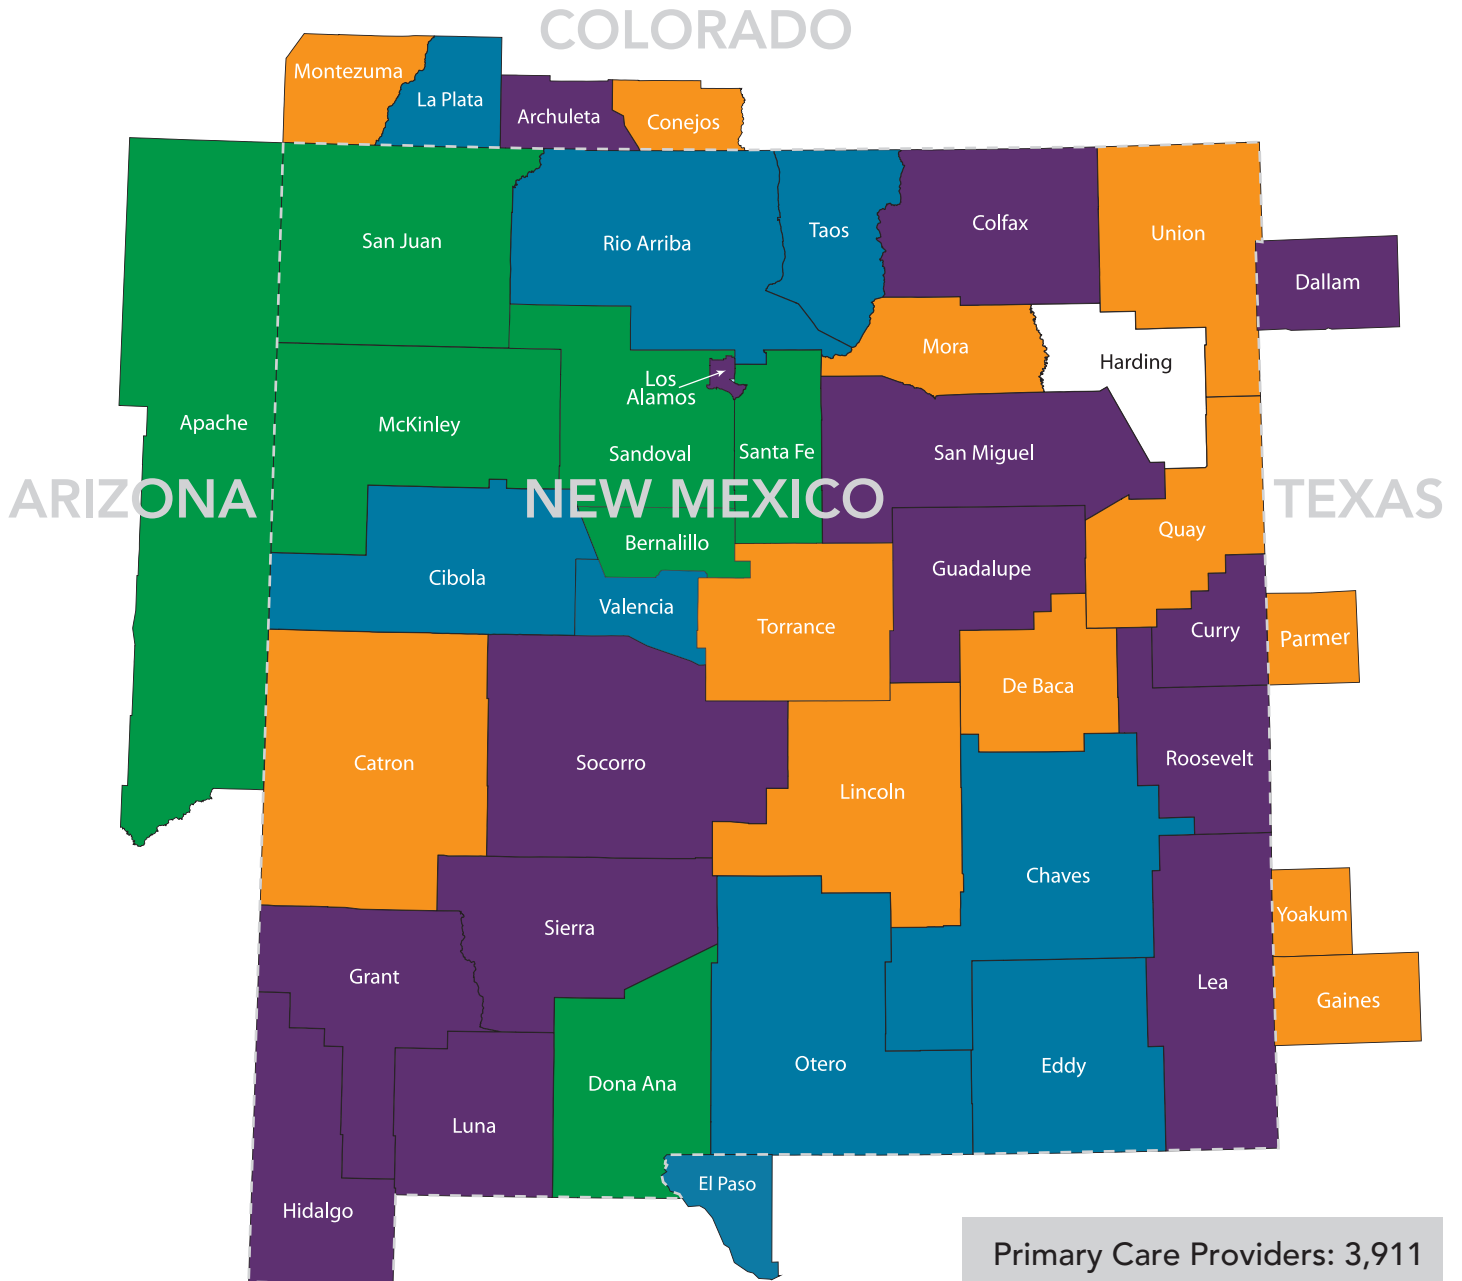 COLORADO
Montezuma
La Plata
Archuleta
Conejos
San Juan
Rio Arriba
Taos
Colfax
Union
Dallam
Mora
Harding
Los
Alamos
Apache
McKinley
Sandoval
Santa Fe
San Miguel
ARIZONA
NEW MEXICO
TEXAS
Quay
Bernalillo
Guadalupe
Cibola
Valencia
Torrance
Curry
Parmer
De Baca
Catron
Socorro
Roosevelt
Lincoln
Chaves
Yoakum
Sierra
Grant
Lea
Gaines
Otero
Eddy
Dona Ana
Luna
El Paso
Hidalgo
Primary Care Providers: 3,911